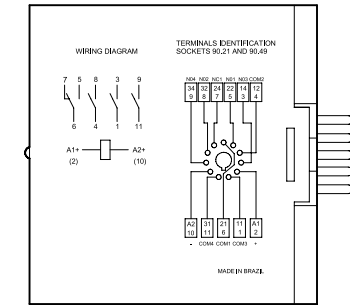 WIRING DIAGRAM
TERMINALS IDENTIFICATION
SOCKETS 90.21 AND 90.49
NO4 NO2 NC1 NO1 NO3 COM2
34 32 24 22 14 12
9 8 7 5 3 4
7 5 8 3 9
6 4 1 11
A1+ A2+
(2) (10)
A2 31 21 11 A1
10 11 6 1 2
- COM4 COM1 COM3 +
MADE IN BRAZIL